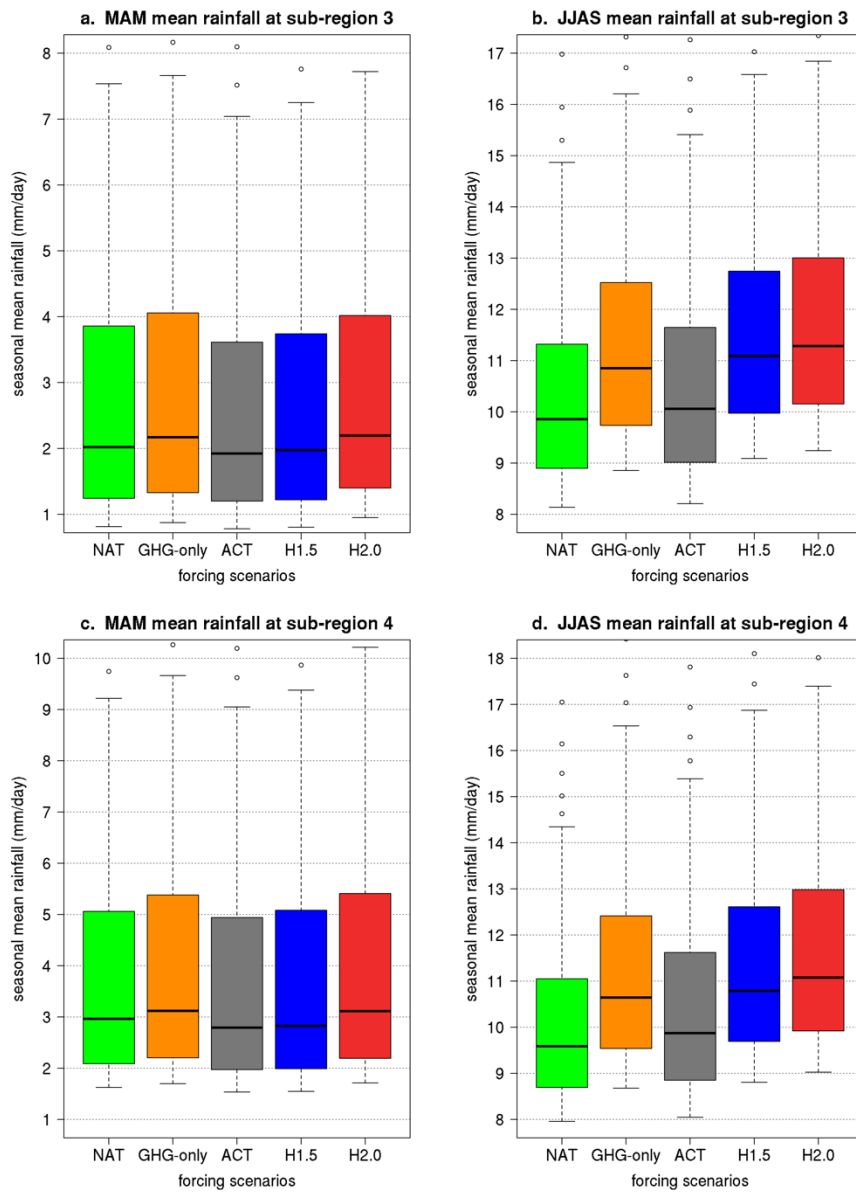 a. MAM mean rainfall at sub-region 3
seasonal mean rainfall (mm/day)
8
7
6
5
4
3
2
1
NAT GHG-only ACT H1.5 H2.0
forcing scenarios
b. JJAS mean rainfall at sub-region 3
seasonal mean rainfall (mm/day)
17
16
15
14
13
12
11
10
9
8
NAT GHG-only ACT H1.5 H2.0
forcing scenarios
c. MAM mean rainfall at sub-region 4
seasonal mean rainfall (mm/day)
10
9
8
7
6
5
4
3
2
1
NAT GHG-only ACT H1.5 H2.0
forcing scenarios
d. JJAS mean rainfall at sub-region 4
seasonal mean rainfall (mm/day)
18
17
16
15
14
13
12
11
10
9
8
NAT GHG-only ACT H1.5 H2.0
forcing scenarios